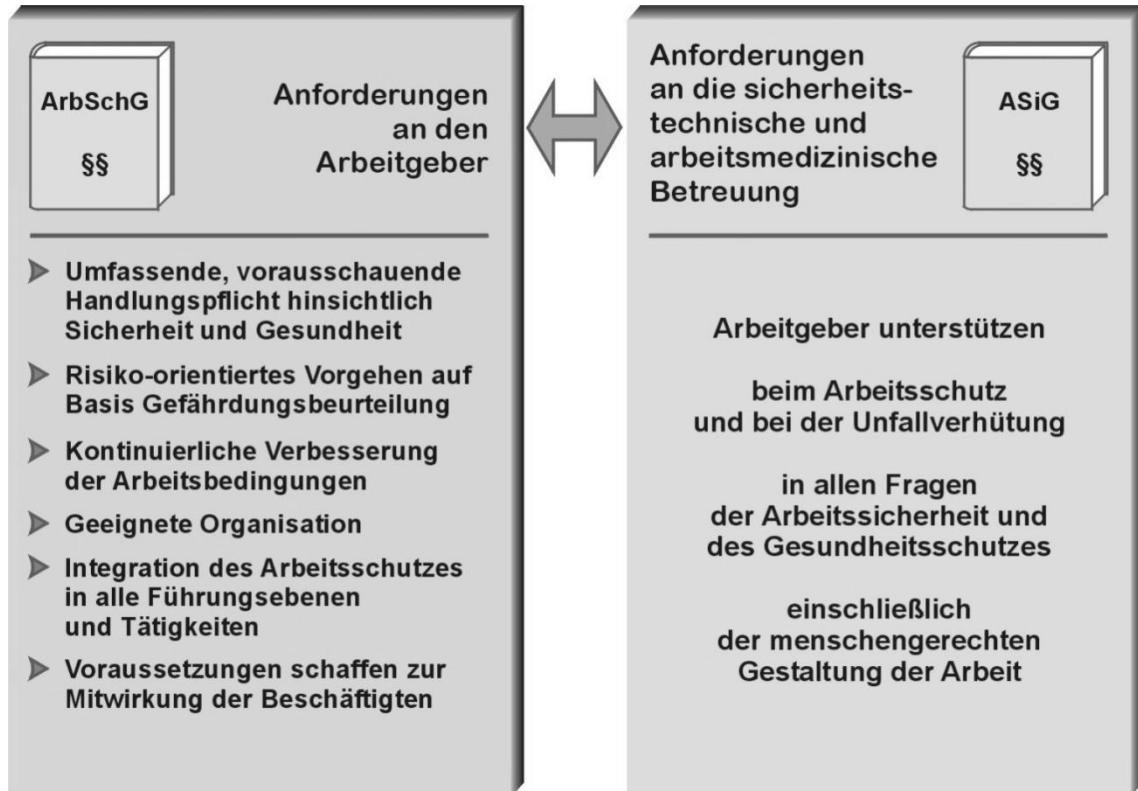 ArbSchG
§§
Anforderungen
an den
Arbeitgeber
Umfassende, vorausschauende
Handlungspflicht hinsichtlich
Sicherheit und Gesundheit
Risiko-orientiertes Vorgehen auf
Basis Gefährdungsbeurteilung
Kontinuierliche Verbesserung
der Arbeitsbedingungen
Geeignete Organisation
Integration des Arbeitsschutzes
in alle Führungsebenen
und Tätigkeiten
Voraussetzungen schaffen zur
Mitwirkung der Beschäftigten
Anforderungen
an die sicherheits-
technische und
arbeitsmedizinische
Betreuung
ASiG
§§
Arbeitgeber unterstützen
beim Arbeitsschutz
und bei der Unfallverhütung
in allen Fragen
der Arbeitssicherheit und
des Gesundheitsschutzes
einschließlich
der menschengerechten
Gestaltung der Arbeit